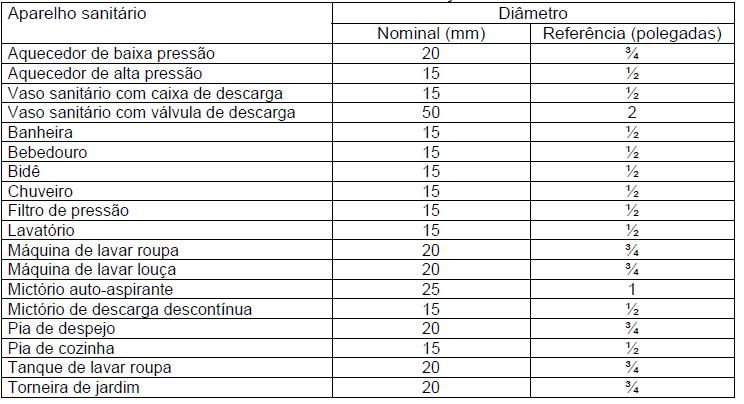 Aparelho sanitário Diâmetro
Nominal (mm) Referência (polegadas)
Aquecedor de baixa pressão 20 ¾
Aquecedor de alta pressão 15 ½
Vaso sanitário com caixa de descarga 15 ½
Vaso sanitário com válvula de descarga 50 2
Banheira 15 ½
Bebedouro 15 ½
Bidê 15 ½
Chuveiro 15 ½
Filtro de pressão 15 ½
Lavatório 15 ½
Máquina de lavar roupa 20 ¾
Máquina de lavar louça 20 ¾
Mictório auto-aspirante 25 1
Mictório de descarga descontínua 15 ½
Pia de despejo 20 ¾
Pia de cozinha 15 ½
Tanque de lavar roupa 20 ¾
Torneira de jardim 20 ¾